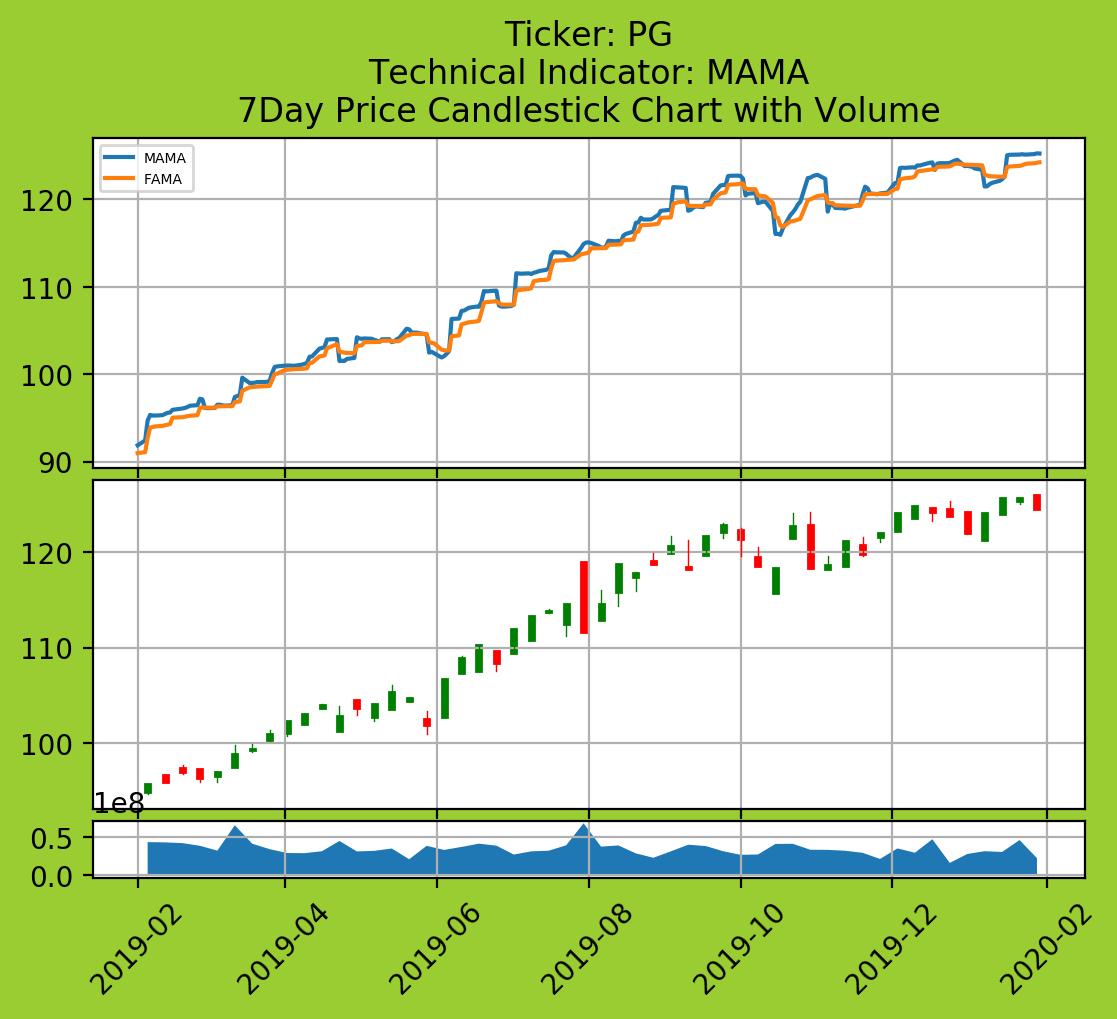 Ticker: PG
Technical Indicator: MAMA
7Day Price Candlestick Chart with Volume
MAMA
FAMA
120
110
100
90
120
110
100
1e8
0.5
0.0
2019-02
2019-04
2019-06
2019-08
2019-10
2019-12
2020-02